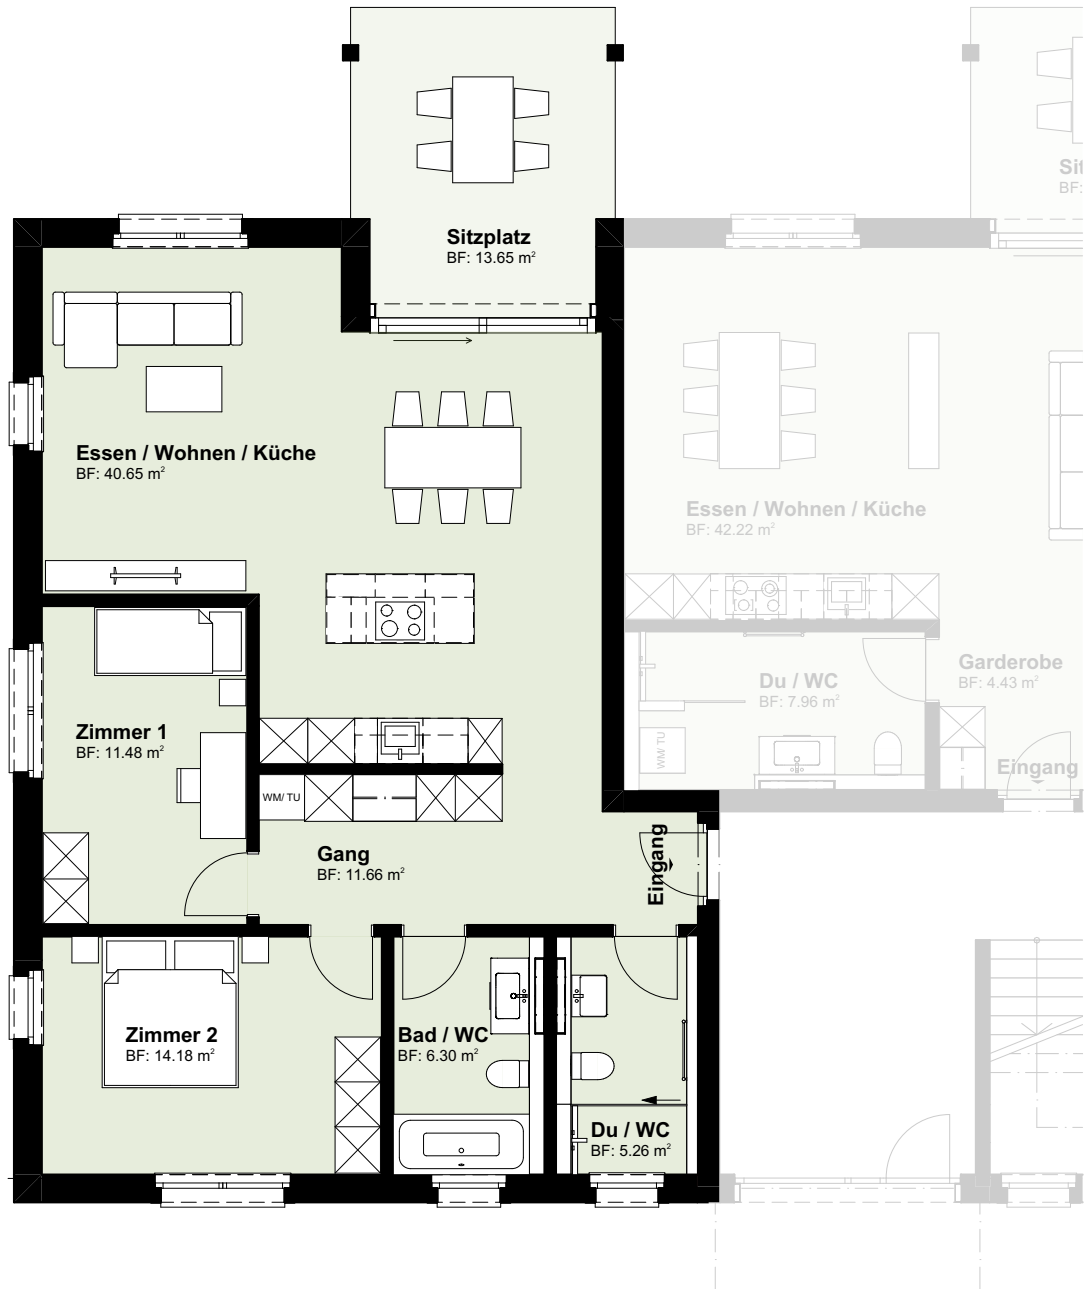 Sitzplatz
BF: 13.65 m²
Essen / Wohnen / Küche
BF: 40.65 m²
Zimmer 1
BF: 11.48 m²
WM/ TU
Gang
BF: 11.66 m²
Eingang
Zimmer 2
BF: 14.18 m²
Bad / WC
BF: 6.30 m²
Du / WC
BF: 5.26 m²
Essen / Wohnen / Küche
BF: 42.22 m²
Du / WC
BF: 7.96 m²
WM/ TU
Garderobe
BF: 4.43 m²
Eingang
BF: